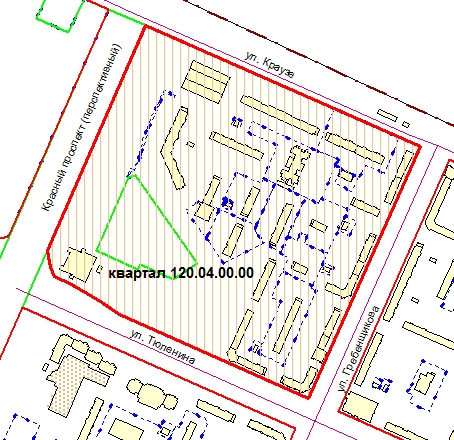 ул. Краузе
Красный проспект (перспективный)
квартал 120.04.00.00
ул. Тюленина
ул. Гребенщикова